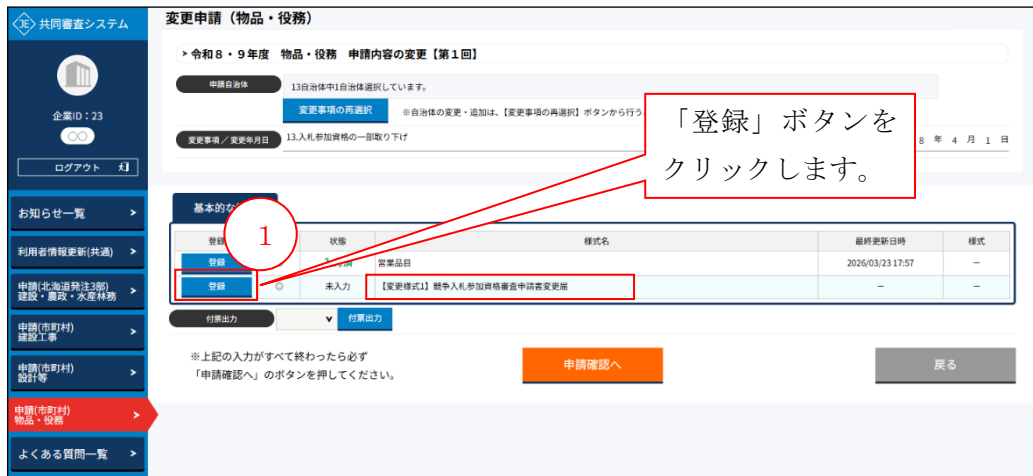 JE 共同審査システム
企業ID：23
○○
ログアウト
お知らせ一覧 >
利用者情報更新(共通) >
申請(北海道発注3部)
建設・農政・水産林務 >
申請(市町村)
建設工事 >
申請(市町村)
設計等 >
申請(市町村)
物品・役務 >
よくある質問一覧 >
変更申請（物品・役務）
>令和８・９年度　物品・役務　申請内容の変更【第１回】
申請自治体 13自治体中1自治体選択しています。
変更事項の再選択 ※自治体の変更・追加は、【変更事項の再選択】ボタンから行う
変更事項／変更年月日 13.入札参加資格の一部取り下げ 8 年 4 月 1 日
「登録」ボタンを
クリックします。
基本的な
1
登録 状態 様式名 最終更新日時 様式
登録 営業品目 2026/03/23 17:57 －
登録 ◎ 未入力 【変更様式1】競争入札参加資格審査申請書変更届 － －
付票出力 付票出力
※上記の入力がすべて終わったら必ず
「申請確認へ」のボタンを押してください。
申請確認へ
戻る